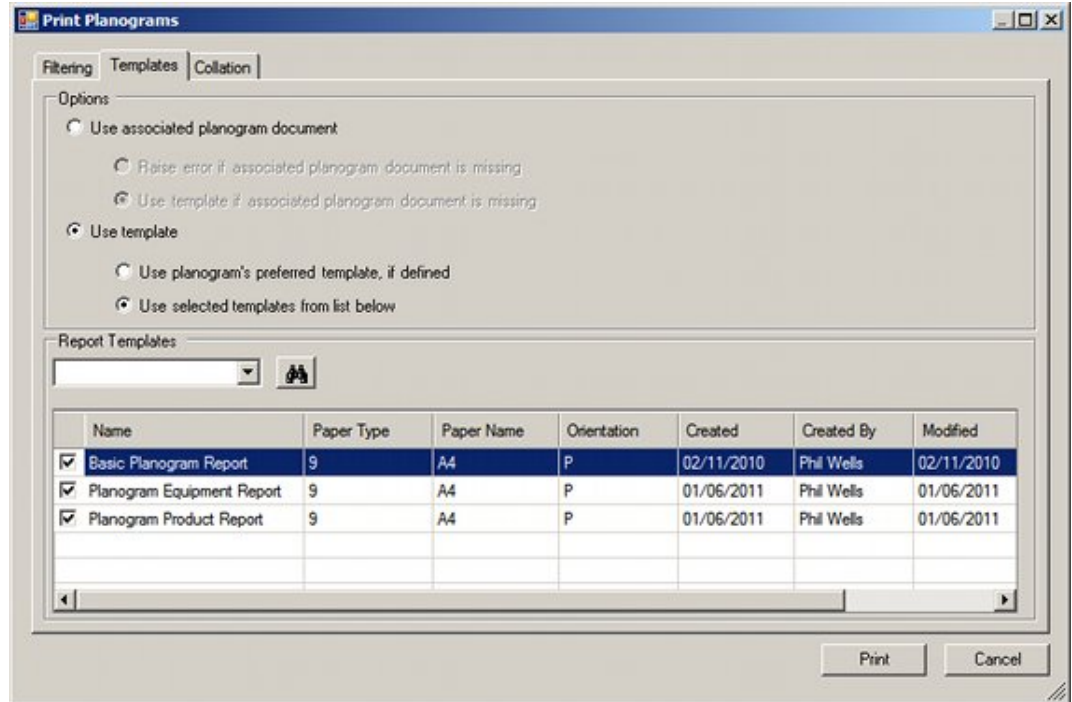 Print Planograms
Filtering Templates Collation
Options
Use associated planogram document
Raise error if associated planogram document is missing
Use template if associated planogram document is missing
Use template
Use planogram's preferred template, if defined
Use selected templates from list below
Report Templates
Name Paper Type Paper Name Orientation Created Created By Modified
Basic Planogram Report 9 A4 P 02/11/2010 Phil Wells 02/11/2010
Planogram Equipment Report 9 A4 P 01/06/2011 Phil Wells 01/06/2011
Planogram Product Report 9 A4 P 01/06/2011 Phil Wells 01/06/2011
Print Cancel